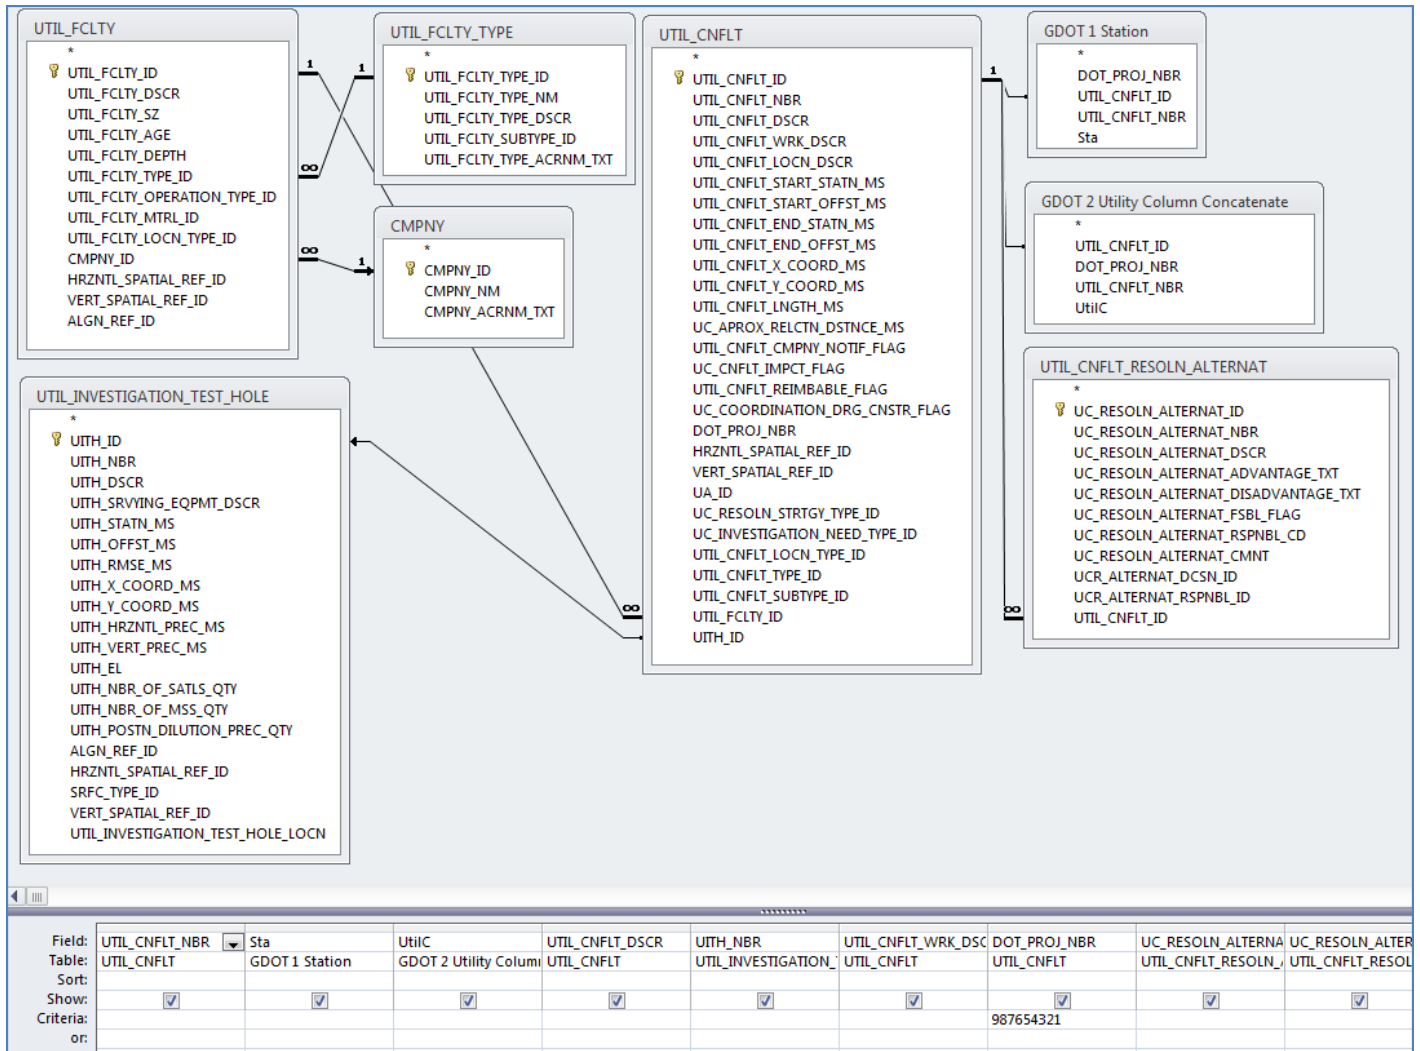 UTIL_FCLTY
*
UTIL_FCLTY_ID
UTIL_FCLTY_DSCR
UTIL_FCLTY_SZ
UTIL_FCLTY_AGE
UTIL_FCLTY_DEPTH
UTIL_FCLTY_TYPE_ID
UTIL_FCLTY_OPERATION_TYPE_ID
UTIL_FCLTY_MTRL_ID
UTIL_FCLTY_LOCN_TYPE_ID
CMPNY_ID
HRZNTL_SPATIAL_REF_ID
VERT_SPATIAL_REF_ID
ALGN_REF_ID
1
∞
∞
1
1
UTIL_FCLTY_TYPE
*
UTIL_FCLTY_TYPE_ID
UTIL_FCLTY_TYPE_NM
UTIL_FCLTY_TYPE_DSCR
UTIL_FCLTY_SUBTYPE_ID
UTIL_FCLTY_TYPE_ACRNM_TXT
CMPNY
*
CMPNY_ID
CMPNY_NM
CMPNY_ACRNM_TXT
UTIL_INVESTIGATION_TEST_HOLE
*
UITH_ID
UITH_NBR
UITH_DSCR
UITH_SRVYING_EQPMT_DSCR
UITH_STATN_MS
UITH_OFFST_MS
UITH_RMSE_MS
UITH_X_COORD_MS
UITH_Y_COORD_MS
UITH_HRZNTL_PREC_MS
UITH_VERT_PREC_MS
UITH_EL
UITH_NBR_OF_SATLS_QTY
UITH_NBR_OF_MSS_QTY
UITH_POSTN_DILUTION_PREC_QTY
ALGN_REF_ID
HRZNTL_SPATIAL_REF_ID
SRFC_TYPE_ID
VERT_SPATIAL_REF_ID
UTIL_INVESTIGATION_TEST_HOLE_LOCN
UTIL_CNFLT
*
UTIL_CNFLT_ID
UTIL_CNFLT_NBR
UTIL_CNFLT_DSCR
UTIL_CNFLT_WRK_DSCR
UTIL_CNFLT_LOCN_DSCR
UTIL_CNFLT_START_STATN_MS
UTIL_CNFLT_START_OFFST_MS
UTIL_CNFLT_END_STATN_MS
UTIL_CNFLT_END_OFFST_MS
UTIL_CNFLT_X_COORD_MS
UTIL_CNFLT_Y_COORD_MS
UTIL_CNFLT_LNGTH_MS
UC_APROX_RELCTN_DSTNCE_MS
UTIL_CNFLT_CMPNY_NOTIF_FLAG
UC_CNFLT_IMPCT_FLAG
UTIL_CNFLT_REIMBABLE_FLAG
UC_COORDINATION_DRG_CNSTR_FLAG
DOT_PROJ_NBR
HRZNTL_SPATIAL_REF_ID
VERT_SPATIAL_REF_ID
UA_ID
UC_RESOLN_STRTGY_TYPE_ID
UC_INVESTIGATION_NEED_TYPE_ID
UTIL_CNFLT_LOCN_TYPE_ID
UTIL_CNFLT_TYPE_ID
UTIL_CNFLT_SUBTYPE_ID
UTIL_FCLTY_ID
UITH_ID
∞
1
∞
GDOT 1 Station
*
DOT_PROJ_NBR
UTIL_CNFLT_ID
UTIL_CNFLT_NBR
Sta
GDOT 2 Utility Column Concatenate
*
UTIL_CNFLT_ID
DOT_PROJ_NBR
UTIL_CNFLT_NBR
UtilC
UTIL_CNFLT_RESOLN_ALTERNAT
*
UC_RESOLN_ALTERNAT_ID
UC_RESOLN_ALTERNAT_NBR
UC_RESOLN_ALTERNAT_DSCR
UC_RESOLN_ALTERNAT_ADVANTAGE_TXT
UC_RESOLN_ALTERNAT_DISADVANTAGE_TXT
UC_RESOLN_ALTERNAT_FSBL_FLAG
UC_RESOLN_ALTERNAT_RSPNBL_CD
UC_RESOLN_ALTERNAT_CMNT
UCR_ALTERNAT_DCSN_ID
UCR_ALTERNAT_RSPNBL_ID
UTIL_CNFLT_ID
Field: UTIL_CNFLT_NBR Sta UtilC UTIL_CNFLT_DSCR UITH_NBR UTIL_CNFLT_WRK_DSC DOT_PROJ_NBR UC_RESOLN_ALTERNA UC_RESOLN_ALTER
Table: UTIL_CNFLT GDOT 1 Station GDOT 2 Utility Colum UTIL_CNFLT UTIL_INVESTIGATION_ UTIL_CNFLT UTIL_CNFLT UTIL_CNFLT_RESOLN_ UTIL_CNFLT_RESOL
Sort:
Show:
Criteria: 987654321
or: